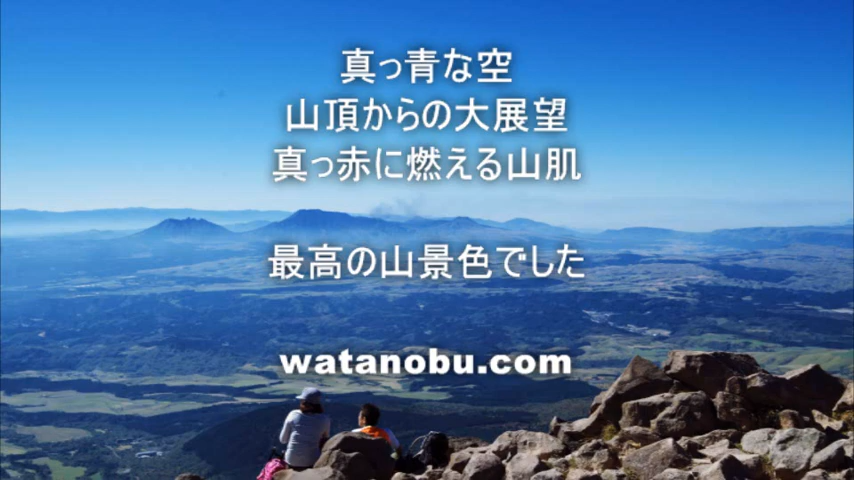 真っ青な空
山頂からの大展望
真っ赤に燃える山肌
最高の山景色でした
watanobu.com